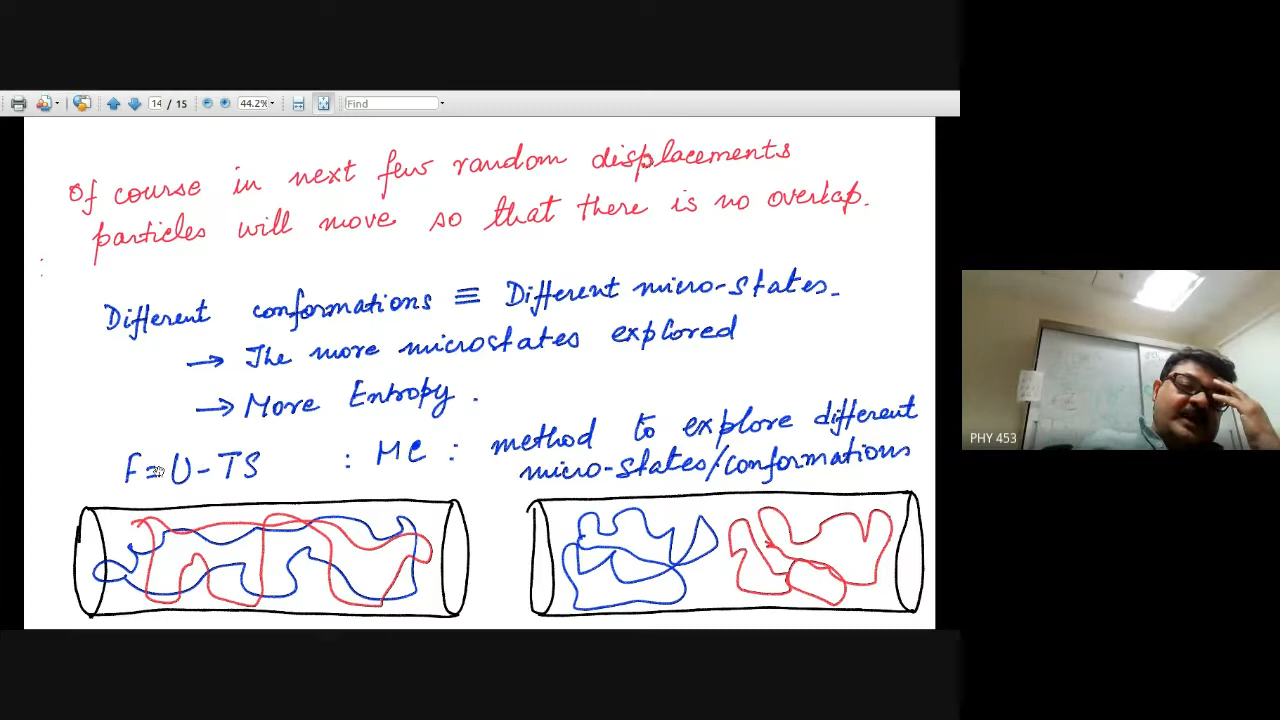 14 / 15
44.2%
Find
Of course in next few random displacements
particles will move so that there is no overlap.
:
Different conformations ≡ Different micro-states.
→ The more microstates explored
→ More Entropy.
F=U-TS : MC : method to explore different
micro-states/conformations
PHY 453